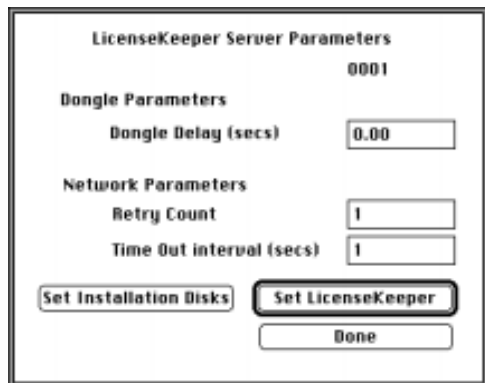 LicenseKeeper Server Parameters
0001
Dongle Parameters
Dongle Delay (secs) 0.00
Network Parameters
Retry Count 1
Time Out interval (secs) 1
Set Installation Disks Set LicenseKeeper
Done